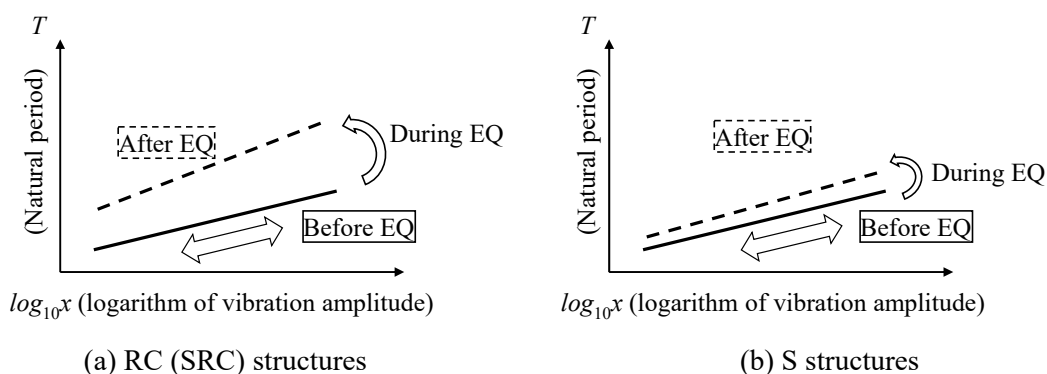 T
(Natural period)
After EQ
During EQ
Before EQ
log10x (logarithm of vibration amplitude)
(a) RC (SRC) structures
T
(Natural period)
After EQ
During EQ
Before EQ
log10x (logarithm of vibration amplitude)
(b) S structures